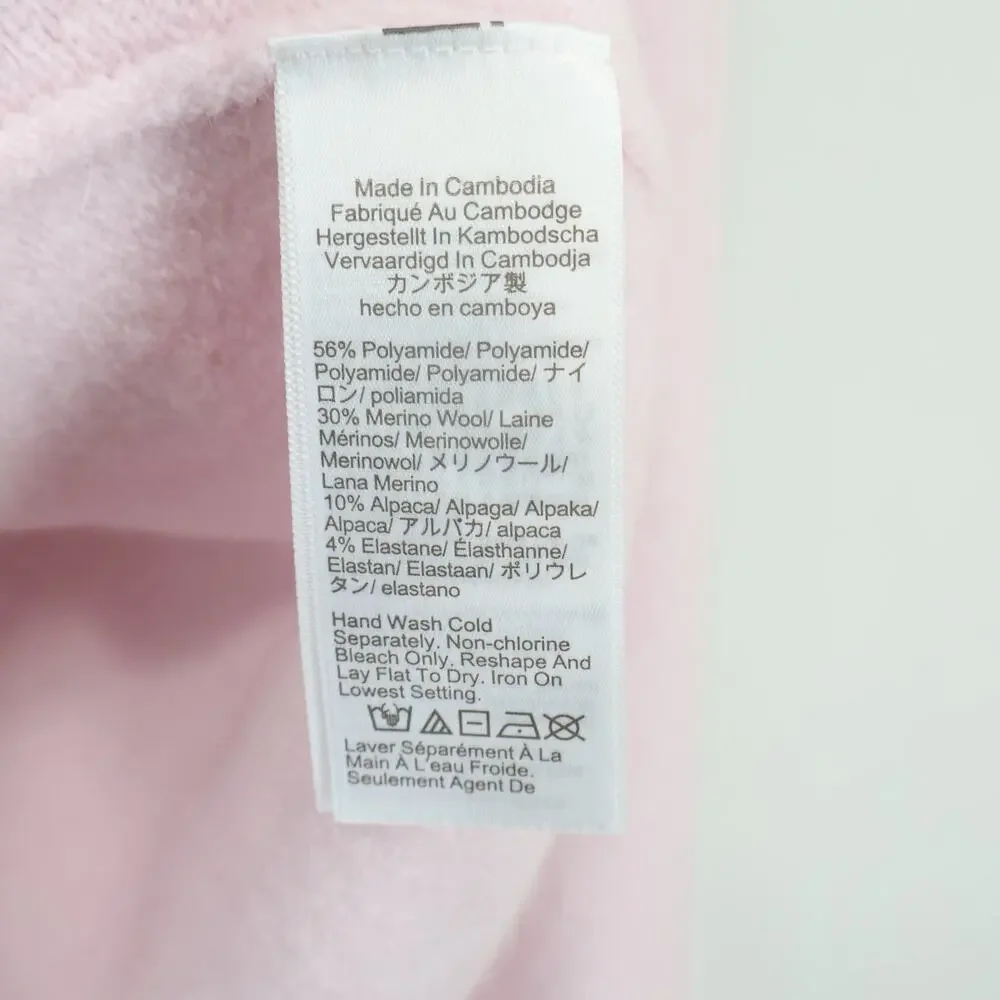 Made In Cambodia
Fabriqué Au Cambodge
Hergestellt In Kambodscha
Vervaardigd In Cambodja
カンボジア製
hecho en camboya
56% Polyamide/ Polyamide/
Polyamide/ Polyamide/ ナイ
ロン/ poliamida
30% Merino Wool/ Laine
Mérinos/ Merinowolle/
Merinowol/ メリノウール/
Lana Merino
10% Alpaca/ Alpaga/ Alpaka/
Alpaca/ アルパカ/ alpaca
4% Elastane/ Élasthanne/
Elastan/ Elastaan/ ポリウレ
タン/ elastano
Hand Wash Cold
Separately. Non-chlorine
Bleach Only. Reshape And
Lay Flat To Dry. Iron On
Lowest Setting.
Laver Séparément À La
Main À L'eau Froide.
Seulement Agent De